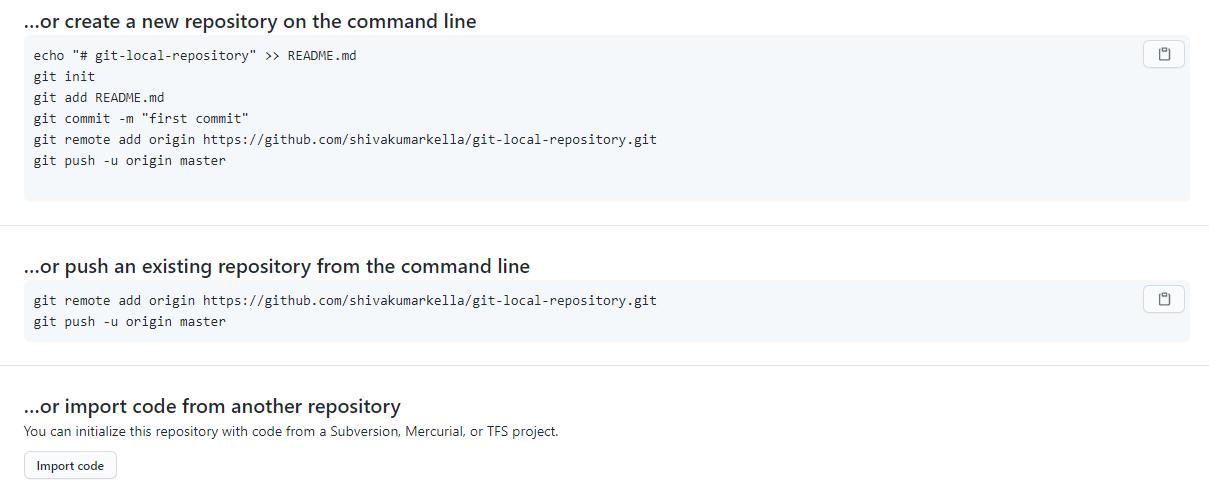 ...or create a new repository on the command line
echo "# git-local-repository" >> README.md
git init
git add README.md
git commit -m "first commit"
git remote add origin https://github.com/shivakumarkella/git-local-repository.git
git push -u origin master
...or push an existing repository from the command line
git remote add origin https://github.com/shivakumarkella/git-local-repository.git
git push -u origin master
...or import code from another repository
You can initialize this repository with code from a Subversion, Mercurial, or TFS project.
Import code